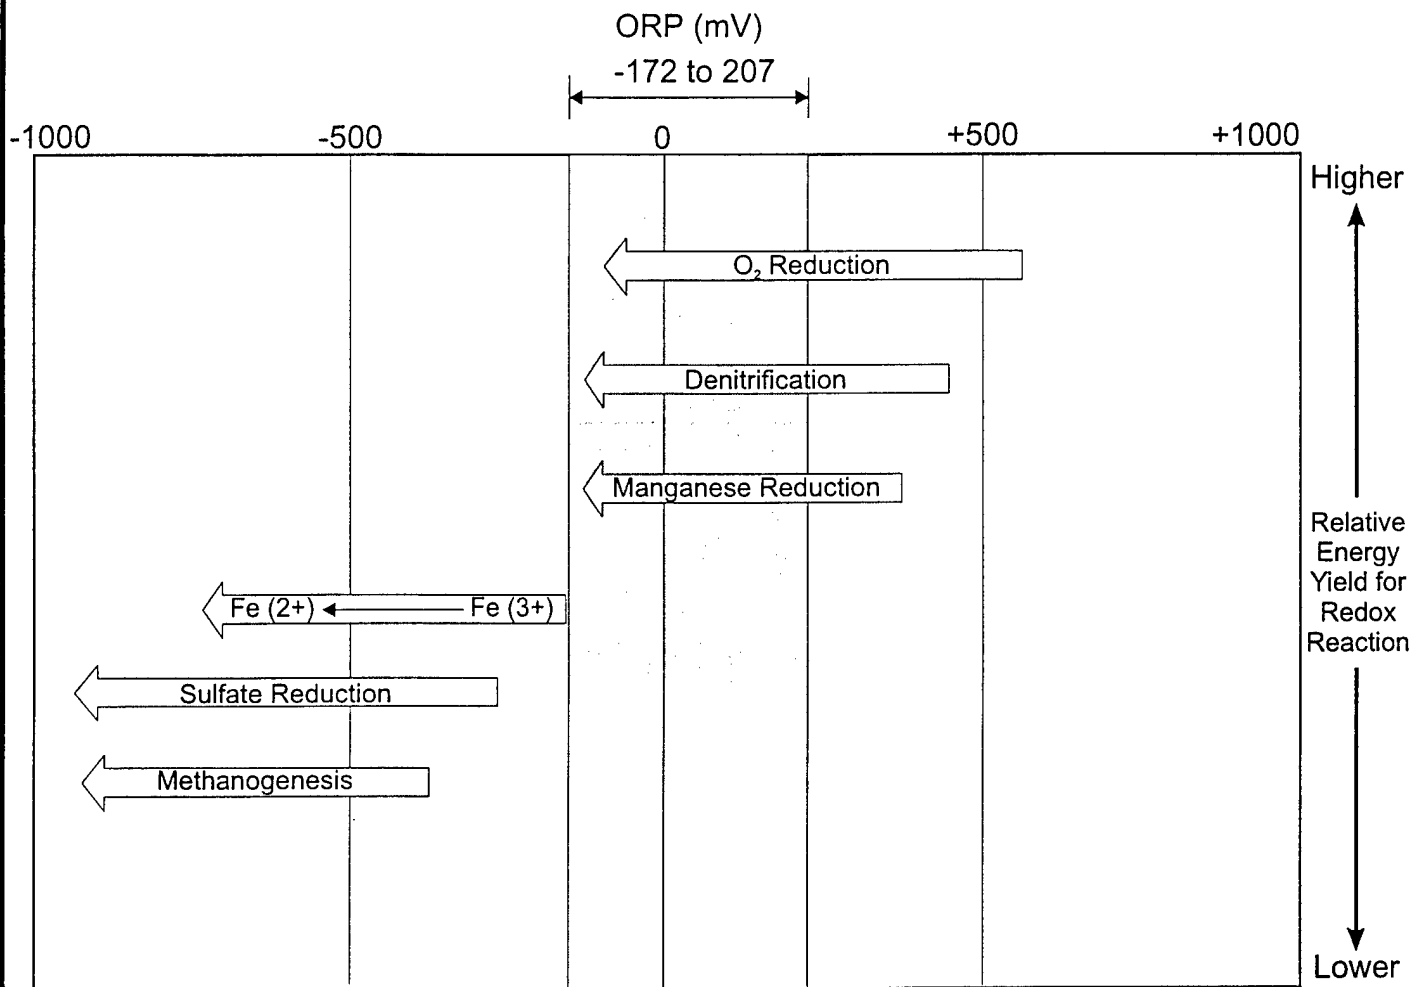 ORP (mV)
-172 to 207
-1000 -500 0 +500 +1000
Higher
O₂ Reduction
Denitrification
Manganese Reduction
Relative
Energy
Yield for
Redox
Reaction
Fe (2+) Fe (3+)
Sulfate Reduction
Methanogenesis
Lower